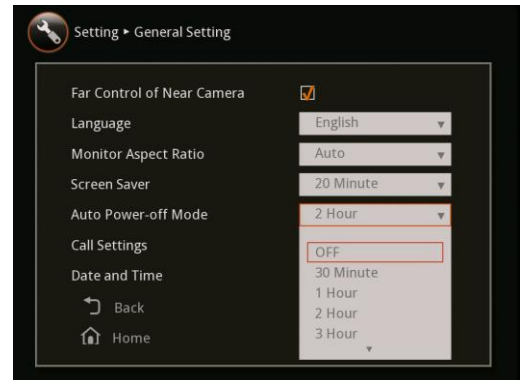 Setting ▸ General Setting
Far Control of Near Camera
Language English
Monitor Aspect Ratio Auto
Screen Saver 20 Minute
Auto Power-off Mode 2 Hour
Call Settings
OFF
Date and Time
30 Minute
1 Hour
Back
2 Hour
Home
3 Hour